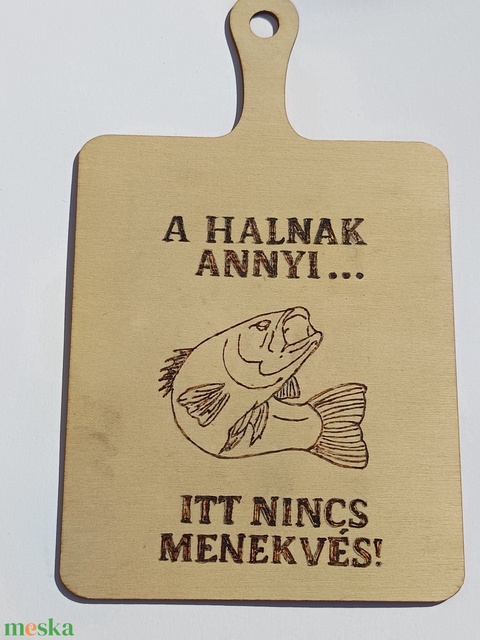 A HALNAK
ANNYI...
ITT NINCS
MENEKVÉS!
meska